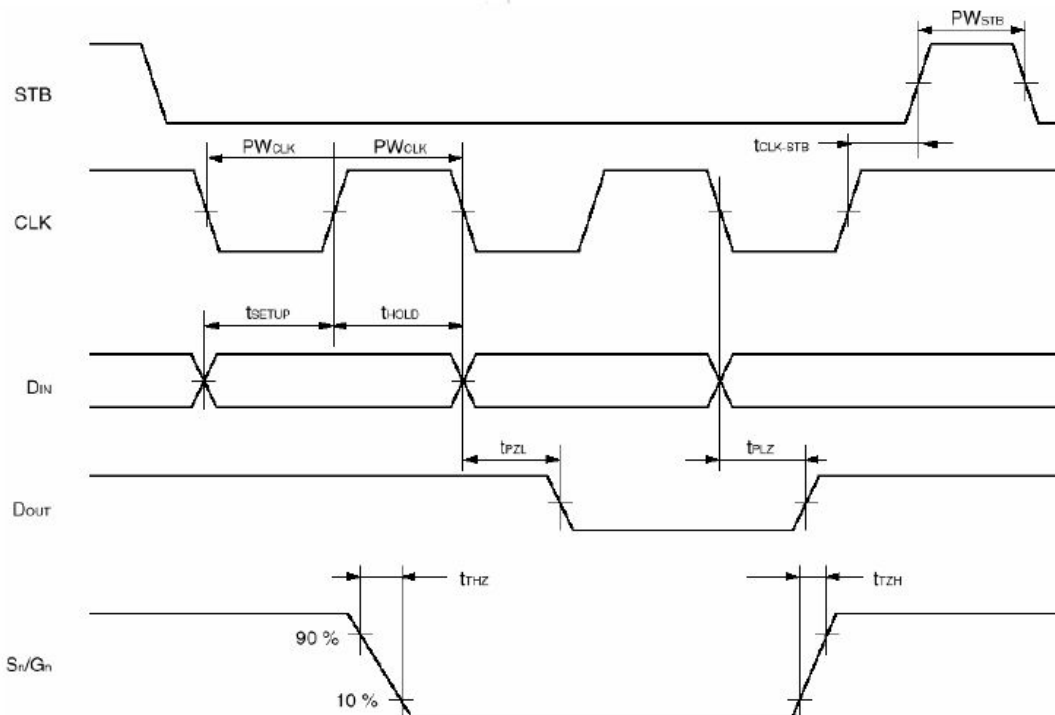 PWSTB
STB
PWCLK PWCLK
tCLK-STB
CLK
tSETUP tHOLD
DIN
tPZL tPLZ
DOUT
tTHZ tTZH
90 %
Sn/Gn
10 %